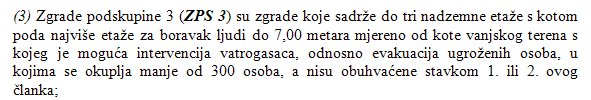 (3) Zgrade podskupine 3 (ZPS 3) su zgrade koje sadrže do tri nadzemne etaže s kotom
poda najviše etaže za boravak ljudi do 7,00 metara mjereno od kote vanjskog terena s
kojeg je moguća intervencija vatrogasaca, odnosno evakuacija ugroženih osoba, u
kojima se okuplja manje od 300 osoba, a nisu obuhvaćene stavkom 1. ili 2. ovog
članka;